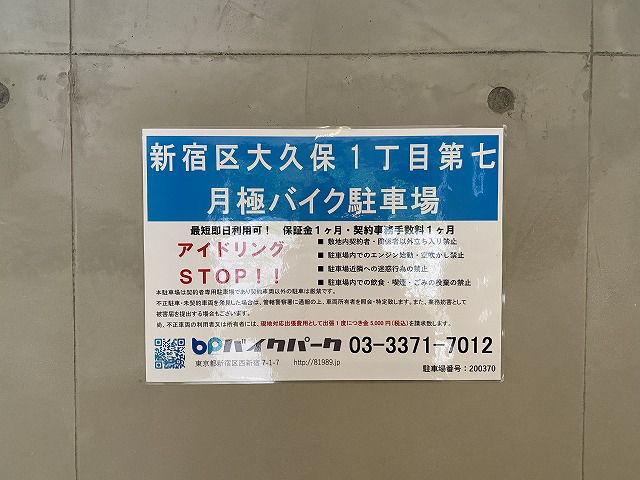 新宿区大久保1丁目第七
月極バイク駐車場
最短即日利用可！ 保証金1ヶ月・契約事務手数料1ヶ月
アイドリング
STOP!!
■ 敷地内契約者・関係者以外立ち入り禁止
■ 駐車場内でのエンジン始動・空吹かし禁止
■ 駐車場近隣への迷惑行為の禁止
■ 駐車場内での飲食・喫煙・ごみの投棄の禁止
本駐車場は契約者専用駐車場であり契約車両以外の駐車は厳禁です。
不正駐車・未契約車両を発見した場合は、管轄警察署に通報の上、車両所有者を照会・特定致します。また、業務妨害として
被害届を提出する場合もございます。
尚、不正車両の利用者又は所有者には、現地対応出張費用として出張1度につき金5,000円(税込)を請求致します。
bp バイクパーク 03-3371-7012
東京都新宿区西新宿 7-1-7 http://81989.jp
駐車場番号：200370